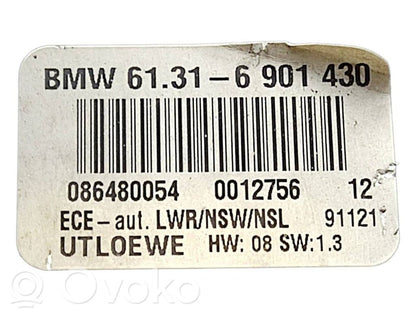 BMW 61.31-6 901 430
086480054 0012756 12
ECE-aut. LWR/NSW/NSL 91121
UTLOEWE HW: 08 SW:1.3
OVOKO